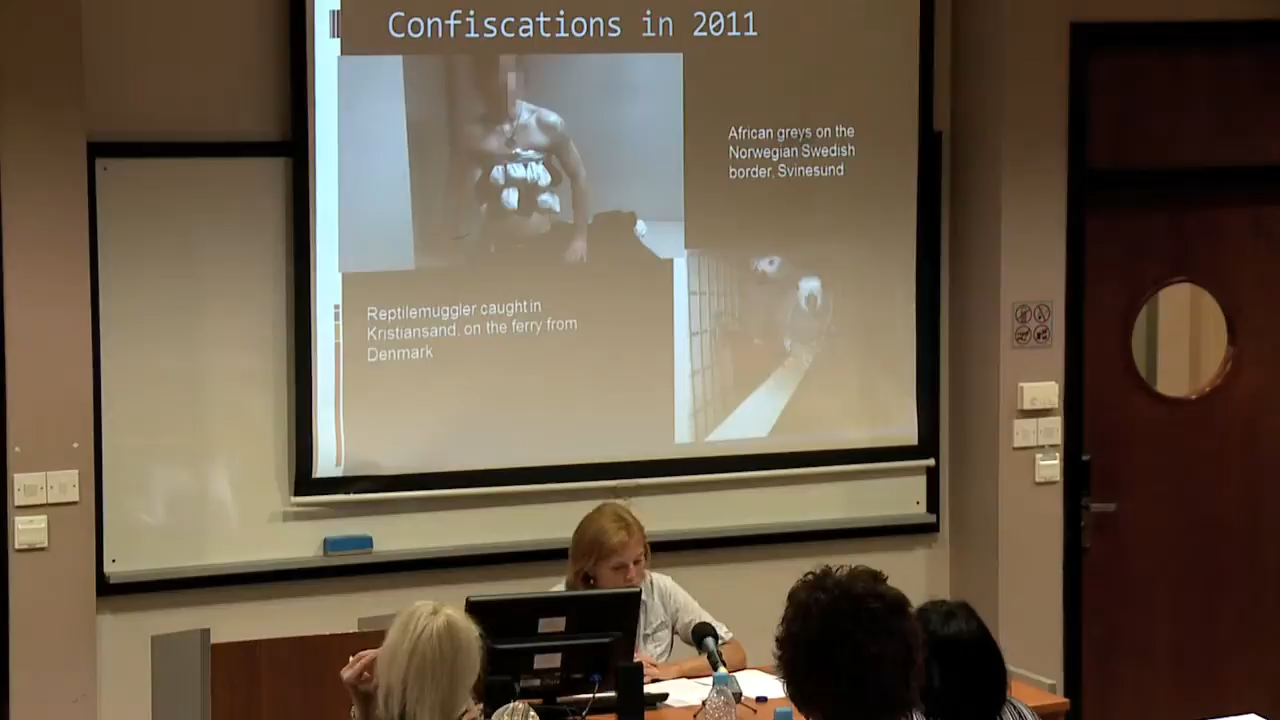 Confiscations in 2011
African greys on the
Norwegian Swedish
border, Svinesund
Reptilemuggler caught in
Kristiansand. on the ferry from
Denmark